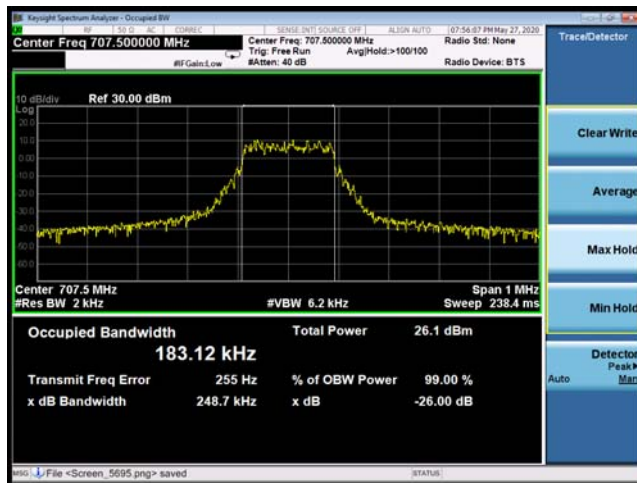 Keysight Spectrum Analyzer - Occupied BW
RF 50 Ω AC CORREC SENSE:INT SOURCE OFF ALIGN AUTO 07:56:07 PM May 27, 2020
Center Freq 707.500000 MHz Center Freq: 707.500000 MHz Radio Std: None
Trig: Free Run Avg|Hold:>100/100
#IFGain:Low #Atten: 40 dB Radio Device: BTS
Trace/Detector
10 dB/div Ref 30.00 dBm
Log
20.0
10.0
0.00
-10.0
-20.0
-30.0
-40.0
-50.0
-60.0
Center 707.5 MHz Span 1 MHz
#Res BW 2 kHz #VBW 6.2 kHz Sweep 238.4 ms
Occupied Bandwidth Total Power 26.1 dBm
183.12 kHz
Transmit Freq Error 255 Hz % of OBW Power 99.00 %
x dB Bandwidth 248.7 kHz x dB -26.00 dB
Clear Write
Average
Max Hold
Min Hold
Detector
Peak▶
Auto Man
MSG File <Screen_5695.png> saved STATUS